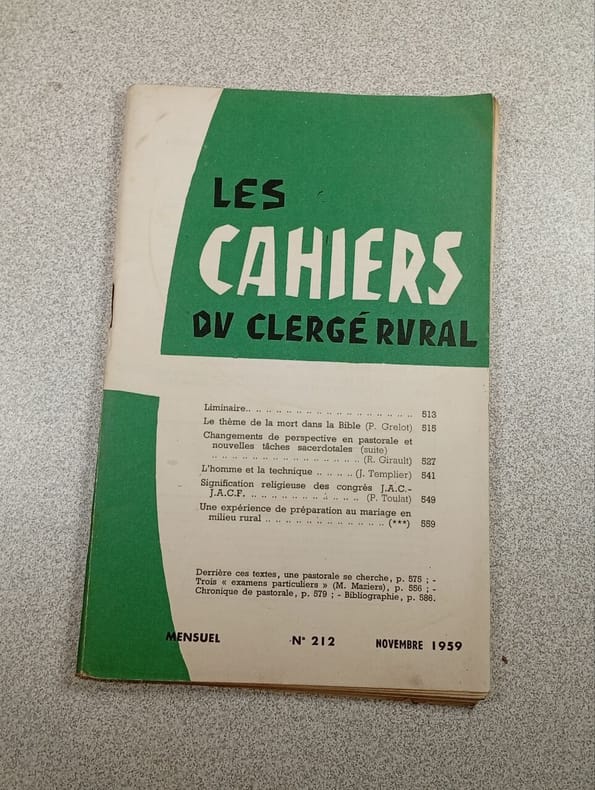 LES
CAHIERS
DV CLERGÉ RVRAL
Liminaire.. .. .. .. .. .. .. .. .. .. .. .. .. .. .. .. .. 513
Le thème de la mort dans la Bible (P. Grelot) 515
Changements de perspective en pastorale et
nouvelles tâches sacerdotales (suite)
.. .. .. .. .. .. .. .. .. .. .. .. .. .. .. (R. Girault) 527
L'homme et la technique .. .. .. (J. Templier) 541
Signification religieuse des congrès J.A.C.-
J.A.C.F. .. .. .. .. .. .. .. .. .. .. .. (P. Toulat) 549
Une expérience de préparation au mariage en
milieu rural .. .. .. .. .. .. .. .. .. .. .. .. (***) 559
Derrière ces textes, une pastorale se cherche, p. 575 ; -
Trois « examens particuliers » (M. Maziers), p. 556 ; -
Chronique de pastorale, p. 579 ; - Bibliographie, p. 586.
MENSUEL N° 212 NOVEMBRE 1959